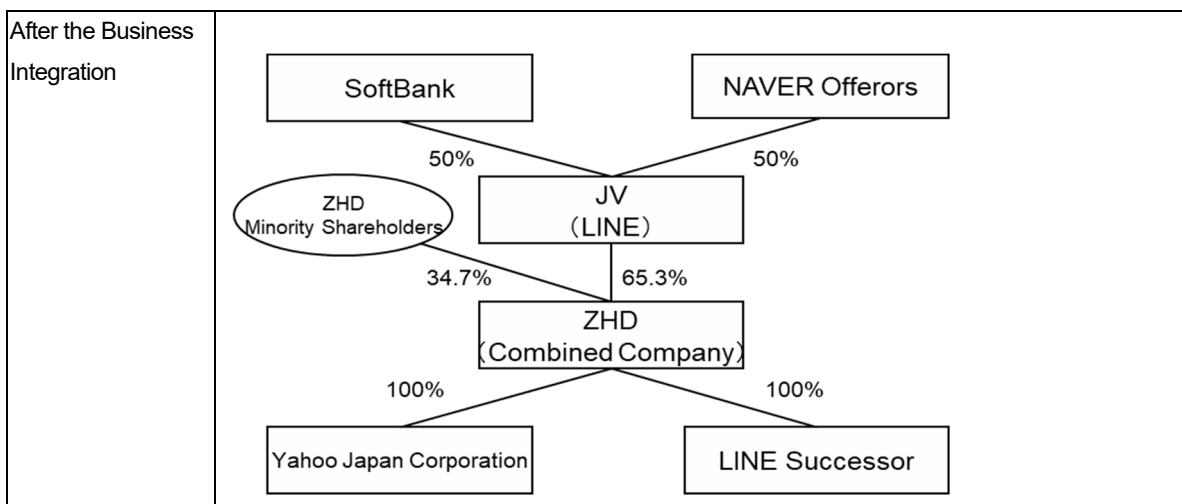 After the Business
Integration
SoftBank
NAVER Offerors
50%
50%
ZHD
Minority Shareholders
JV
（LINE）
34.7%
65.3%
ZHD
（Combined Company）
100%
100%
Yahoo Japan Corporation
LINE Successor